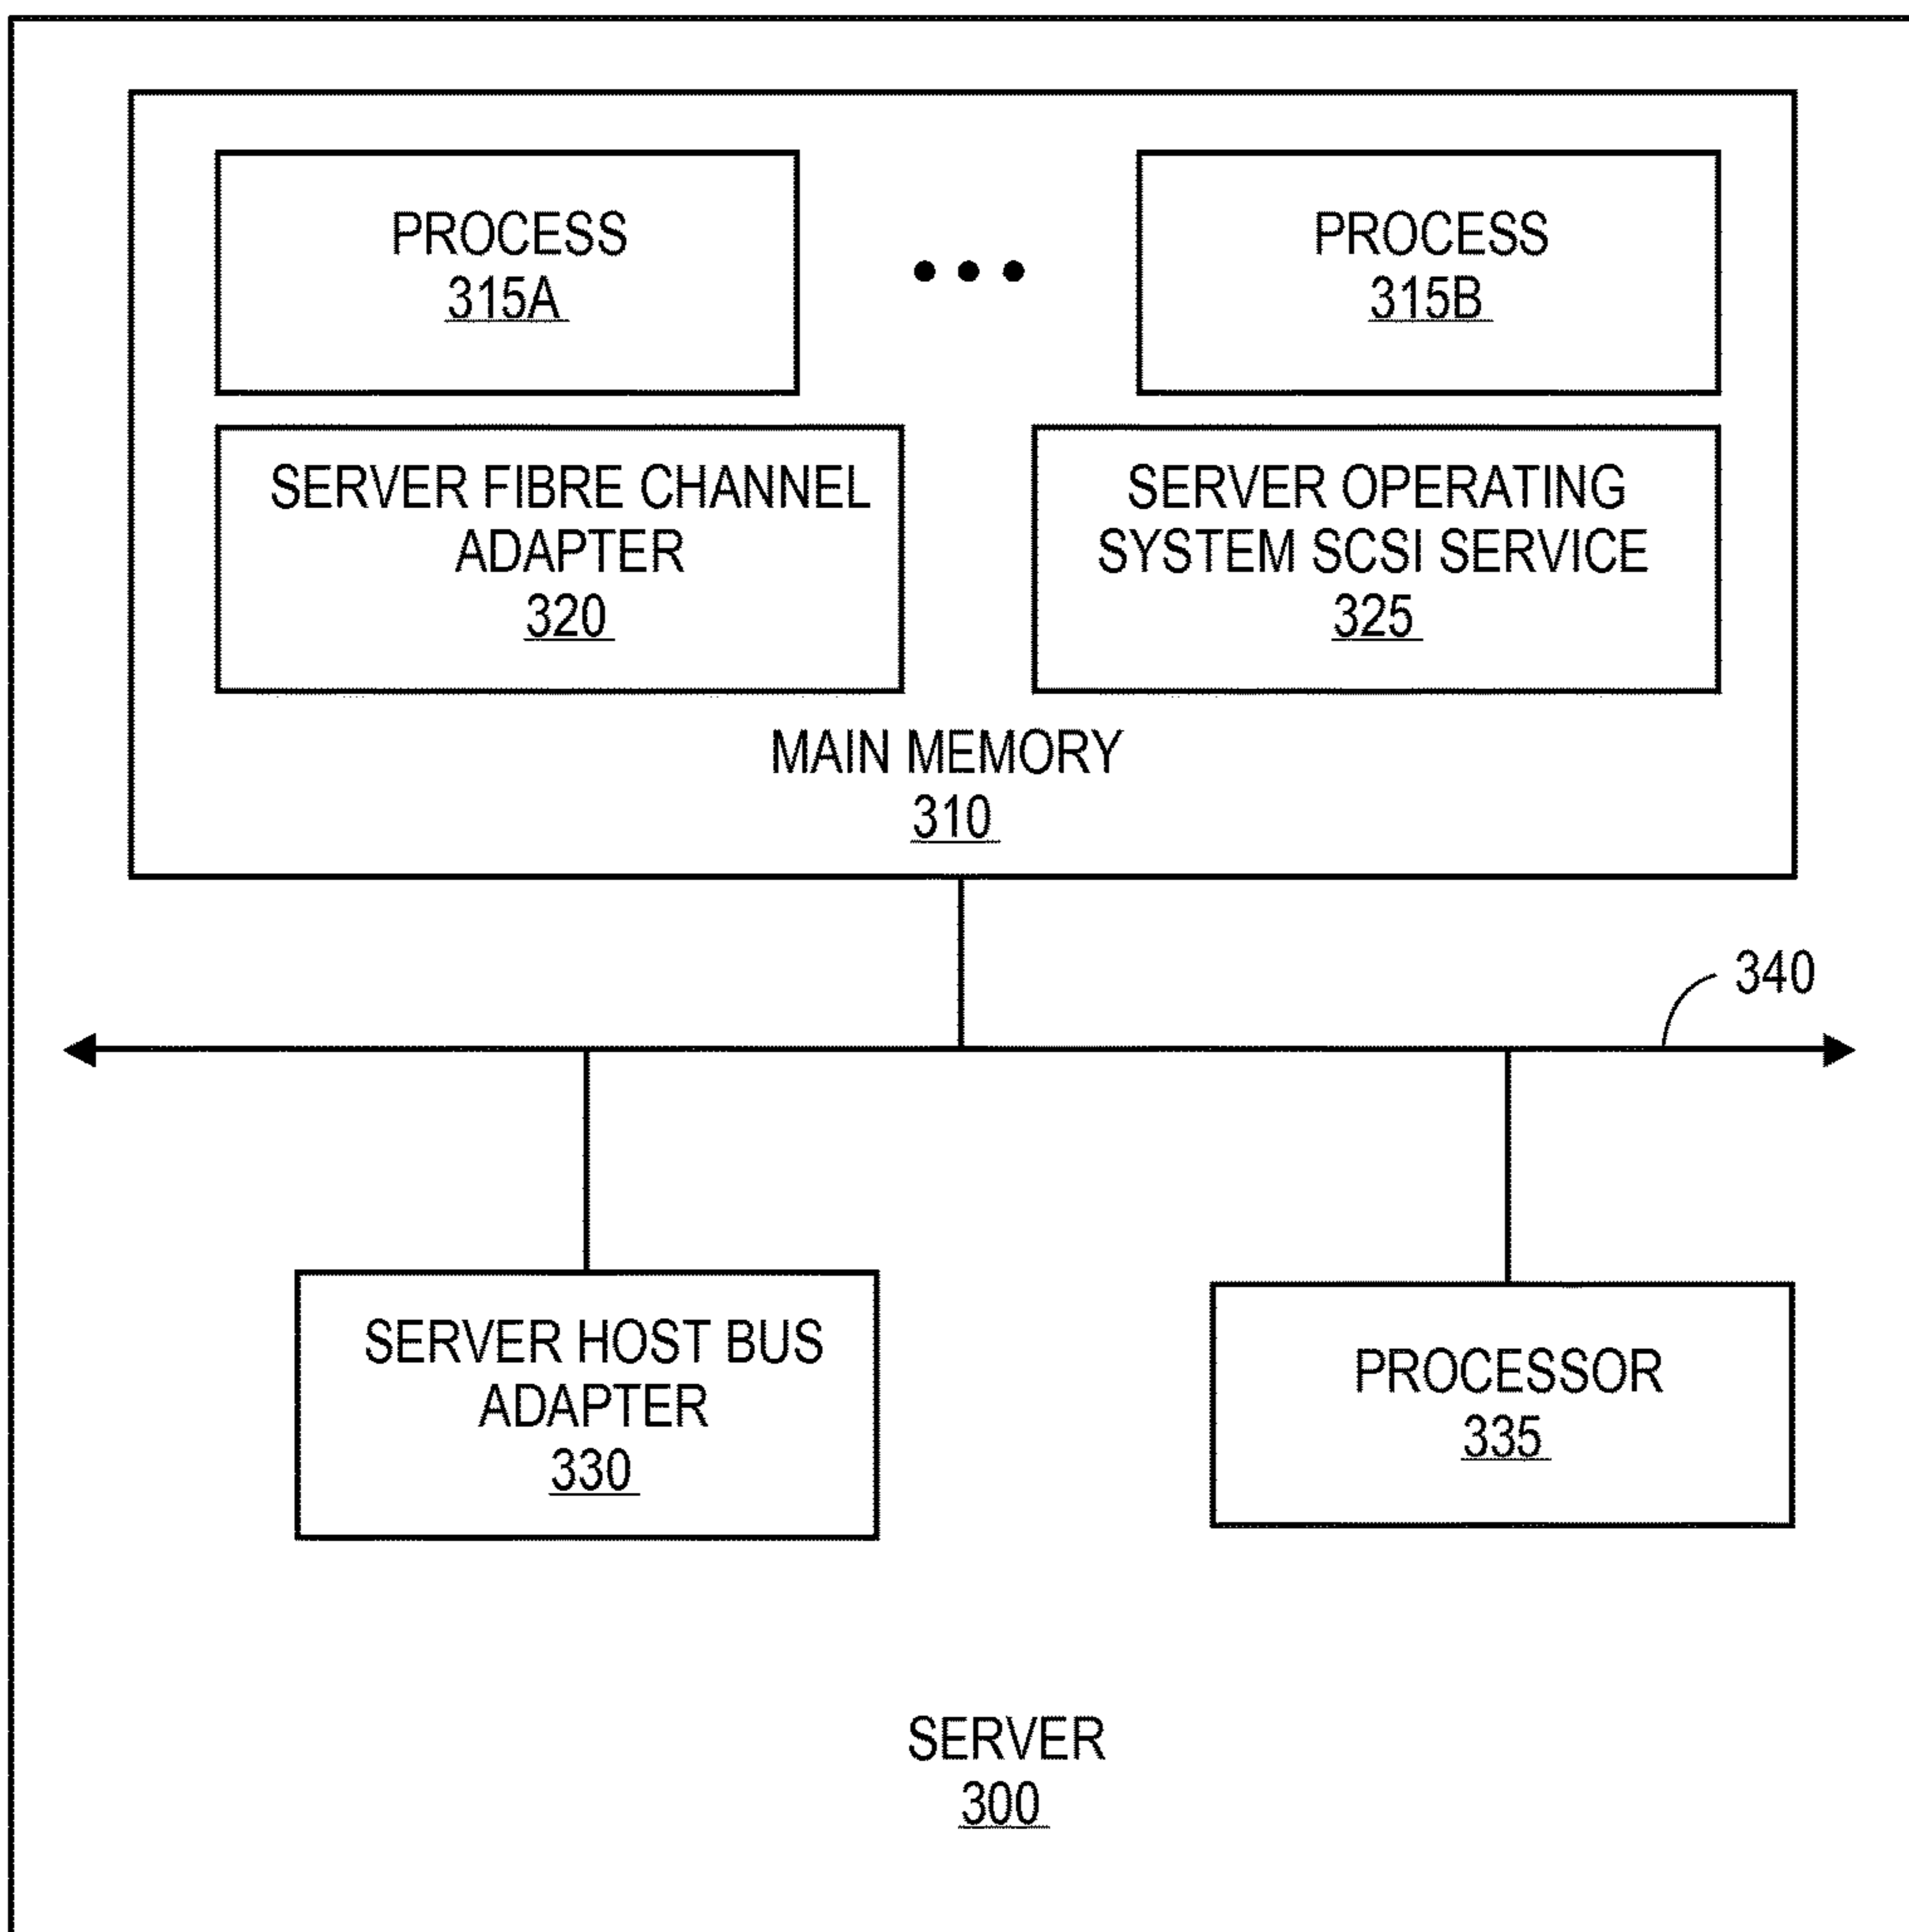 PROCESS
315A
PROCESS
315B
SERVER FIBRE CHANNEL
ADAPTER
320
SERVER OPERATING
SYSTEM SCSI SERVICE
325
MAIN MEMORY
310
340
SERVER HOST BUS
ADAPTER
330
PROCESSOR
335
SERVER
300